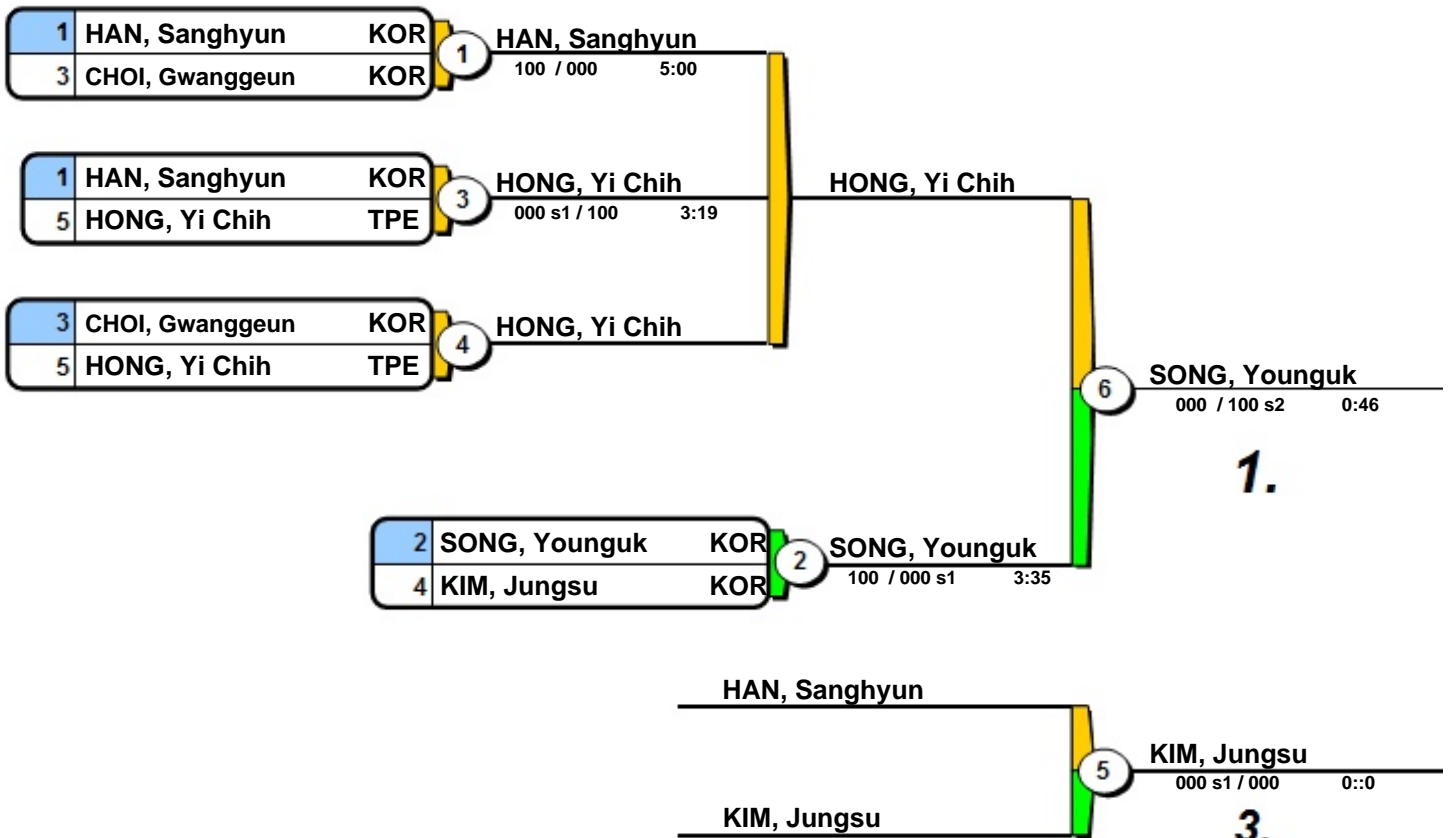 1 HAN, Sanghyun KOR
3 CHOI, Gwanggeun KOR
1
HAN, Sanghyun
100 / 000 5:00
1 HAN, Sanghyun KOR
5 HONG, Yi Chih TPE
3
HONG, Yi Chih
000 s1 / 100 3:19
HONG, Yi Chih
3 CHOI, Gwanggeun KOR
5 HONG, Yi Chih TPE
4
HONG, Yi Chih
6
SONG, Younguk
000 / 100 s2 0:46
1.
2 SONG, Younguk KOR
4 KIM, Jungsu KOR
2
SONG, Younguk
100 / 000 s1 3:35
HAN, Sanghyun
5
KIM, Jungsu
000 s1 / 000 0::0
3.
KIM, Jungsu